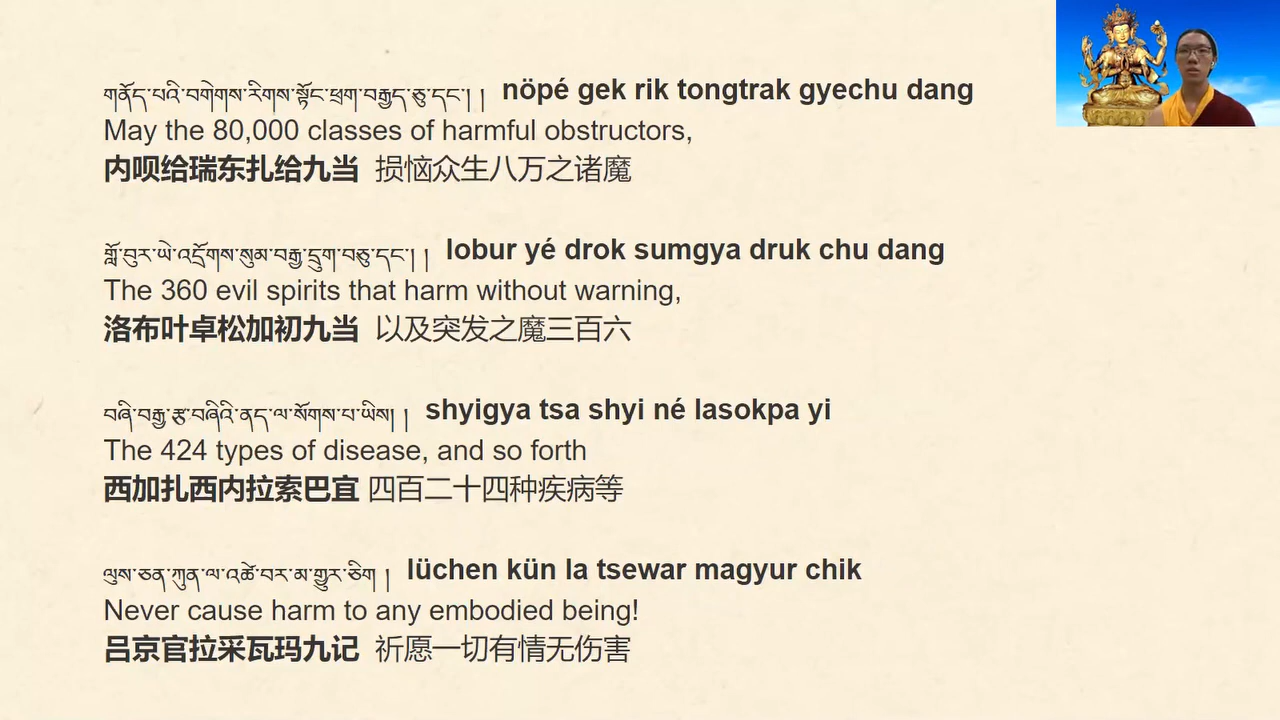 གནོད་པའི་བགེགས་རིགས་སྟོང་ཕྲག་བརྒྱད་ཅུ་དང་། ། nöpé gek rik tongtrak gyechu dang
May the 80,000 classes of harmful obstructors,
内呗给瑞东扎给九当 损恼众生八万之诸魔
གློ་བུར་ཡེ་འདྲོགས་སུམ་བརྒྱ་དྲུག་བཅུ་དང་། ། lobur yé drok sumgya druk chu dang
The 360 evil spirits that harm without warning,
洛布叶卓松加初九当 以及突发之魔三百六
བཞི་བརྒྱ་རྩ་བཞིའི་ནད་ལ་སོགས་པ་ཡིས། ། shyigya tsa shyi né lasokpa yi
The 424 types of disease, and so forth
西加扎西内拉索巴宜 四百二十四种疾病等
ལུས་ཅན་ཀུན་ལ་འཚེ་བར་མ་གྱུར་ཅིག ། lüchen kün la tsewar magyur chik
Never cause harm to any embodied being!
吕京官拉采瓦玛九记 祈愿一切有情无伤害